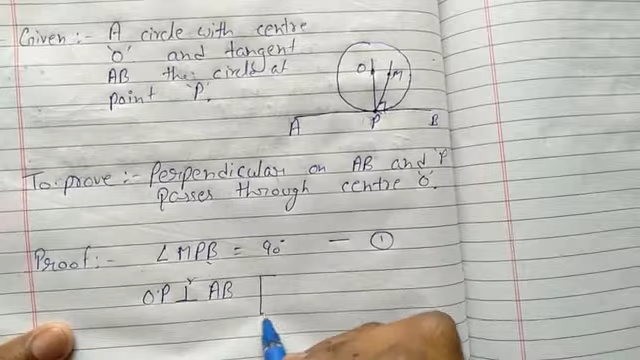 Given :- A circle with centre
'O' and tangent
AB the circle at
point 'P'.
O M
A P B
To prove :- Perpendicular on AB and 'P'
passes through centre 'O'.
Proof :- ∠MPB = 90° — ①
OP ⊥ AB